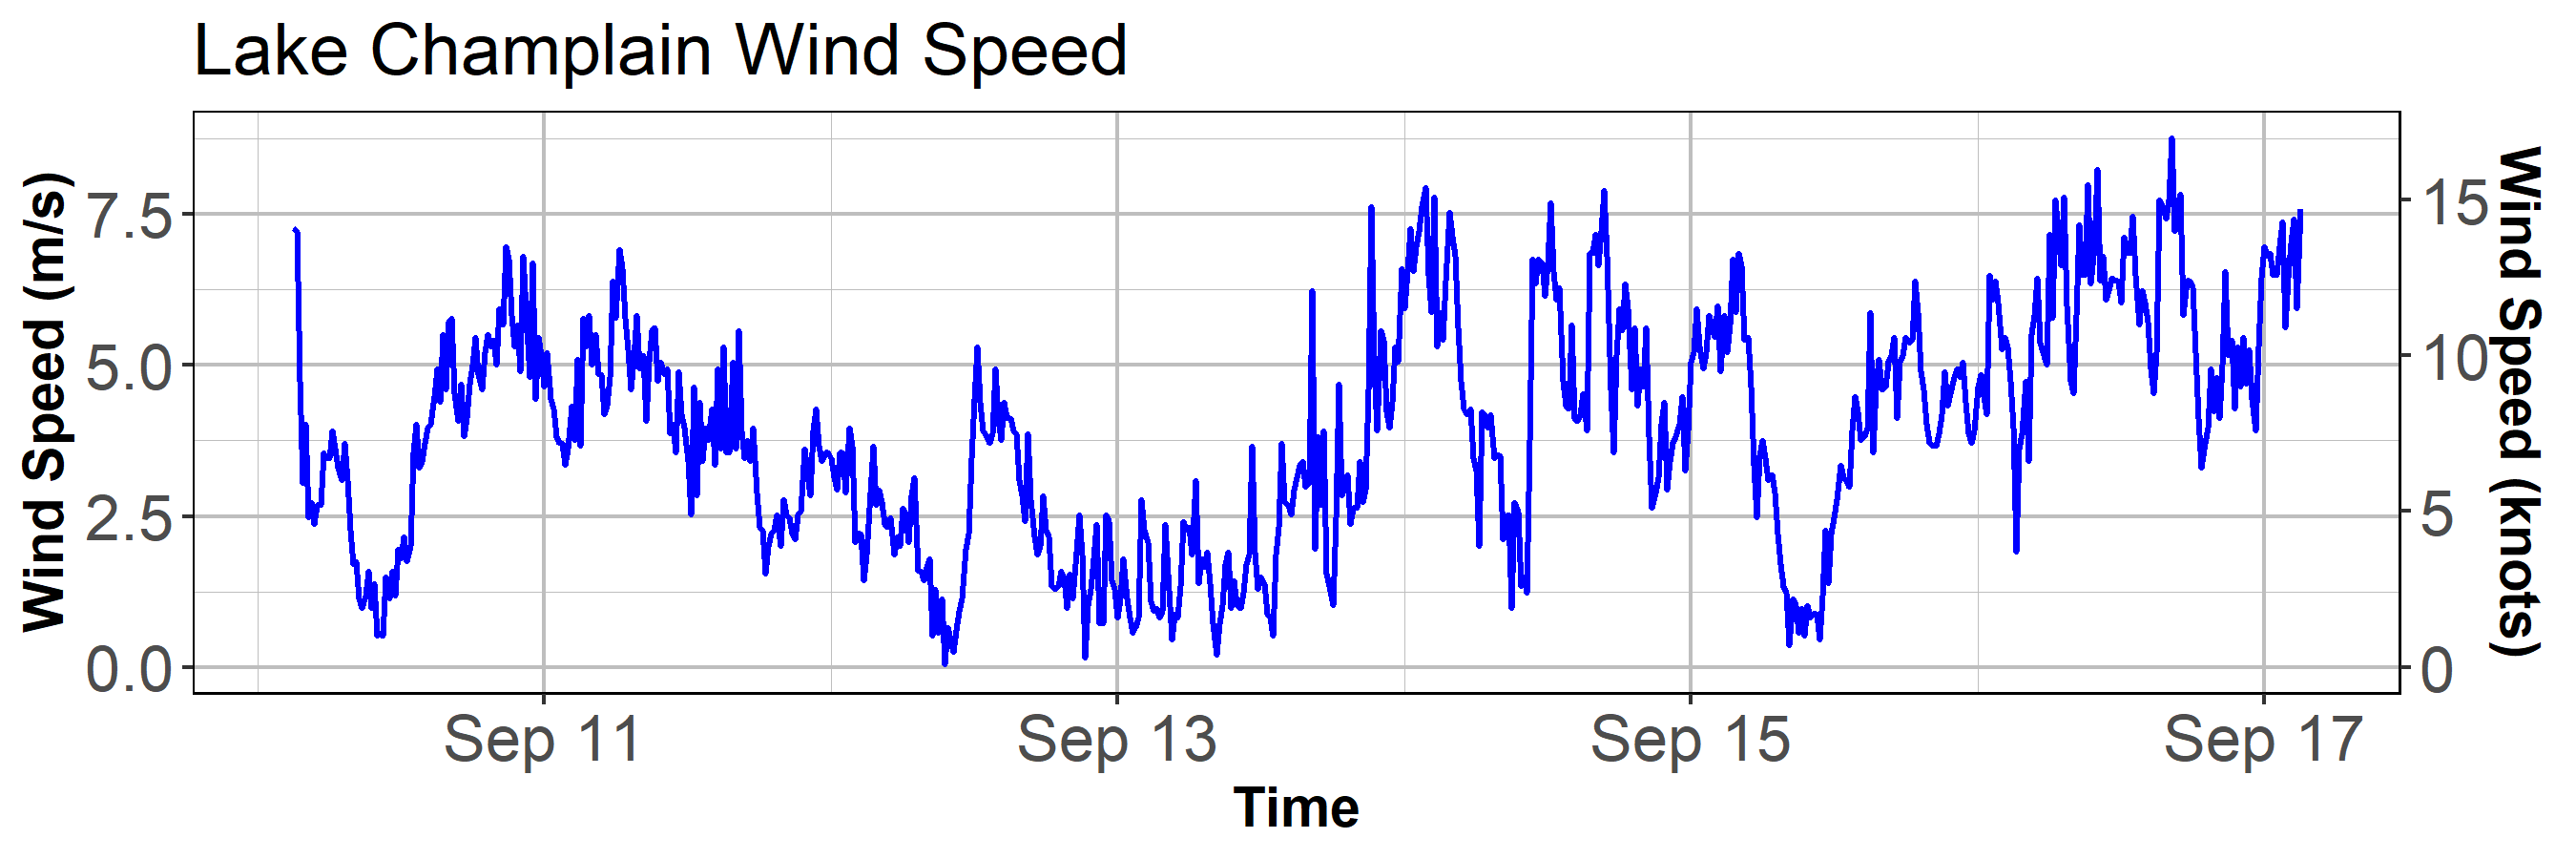 Lake Champlain Wind Speed
Wind Speed (m/s)
7.5
5.0
2.5
0.0
15
10
5
0
Wind Speed (knots)
Sep 11
Sep 13
Sep 15
Sep 17
Time